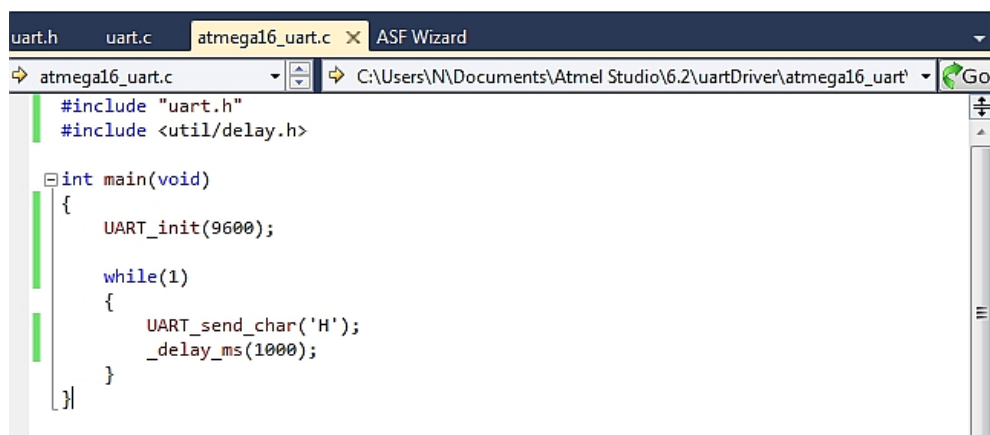 uart.h uart.c atmega16_uart.c ASF Wizard
atmega16_uart.c C:\Users\N\Documents\Atmel Studio\6.2\uartDriver\atmega16_uart\ Go
#include "uart.h"
#include <util/delay.h>
int main(void)
{
UART_init(9600);
while(1)
{
UART_send_char('H');
_delay_ms(1000);
}
}